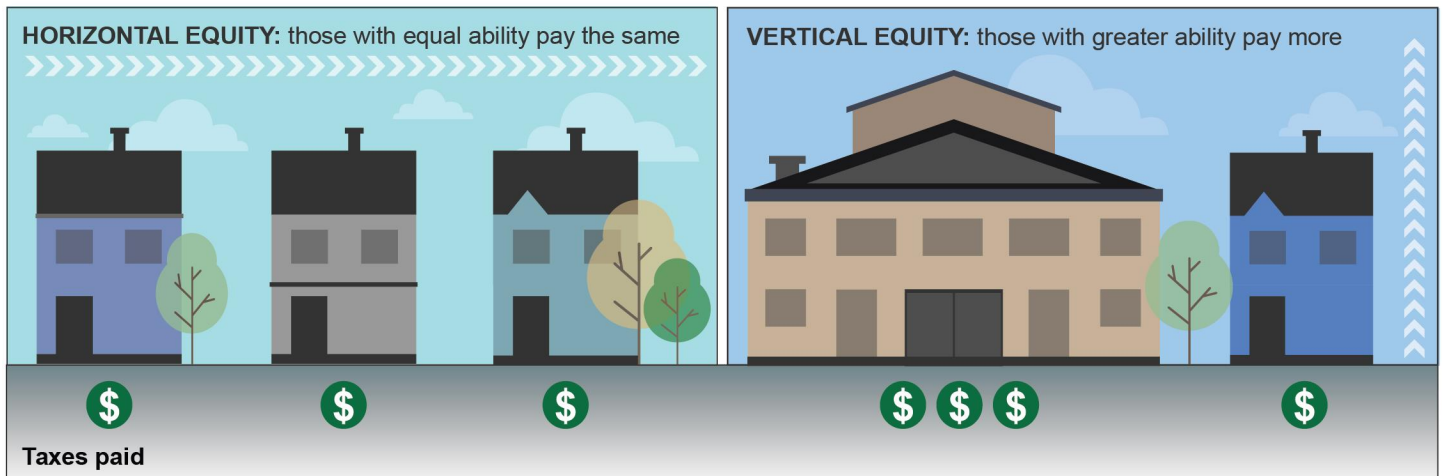 HORIZONTAL EQUITY: those with equal ability pay the same
VERTICAL EQUITY: those with greater ability pay more
$ $ $ $ $ $ $
Taxes paid